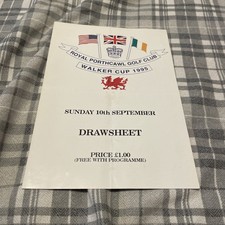 ROYAL PORTHCAWL GOLF CLUB
WALKER CUP 1995
SUNDAY 10th SEPTEMBER
DRAWSHEET
PRICE £1.00
(FREE WITH PROGRAMME)